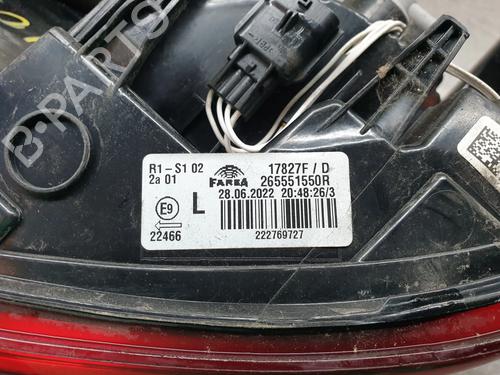 B-PARTS
R1-S1 02
2a 01
FARBA
17827F / D
265551550R
28.06.2022 20:48:26/3
E9
L
22466
222769727